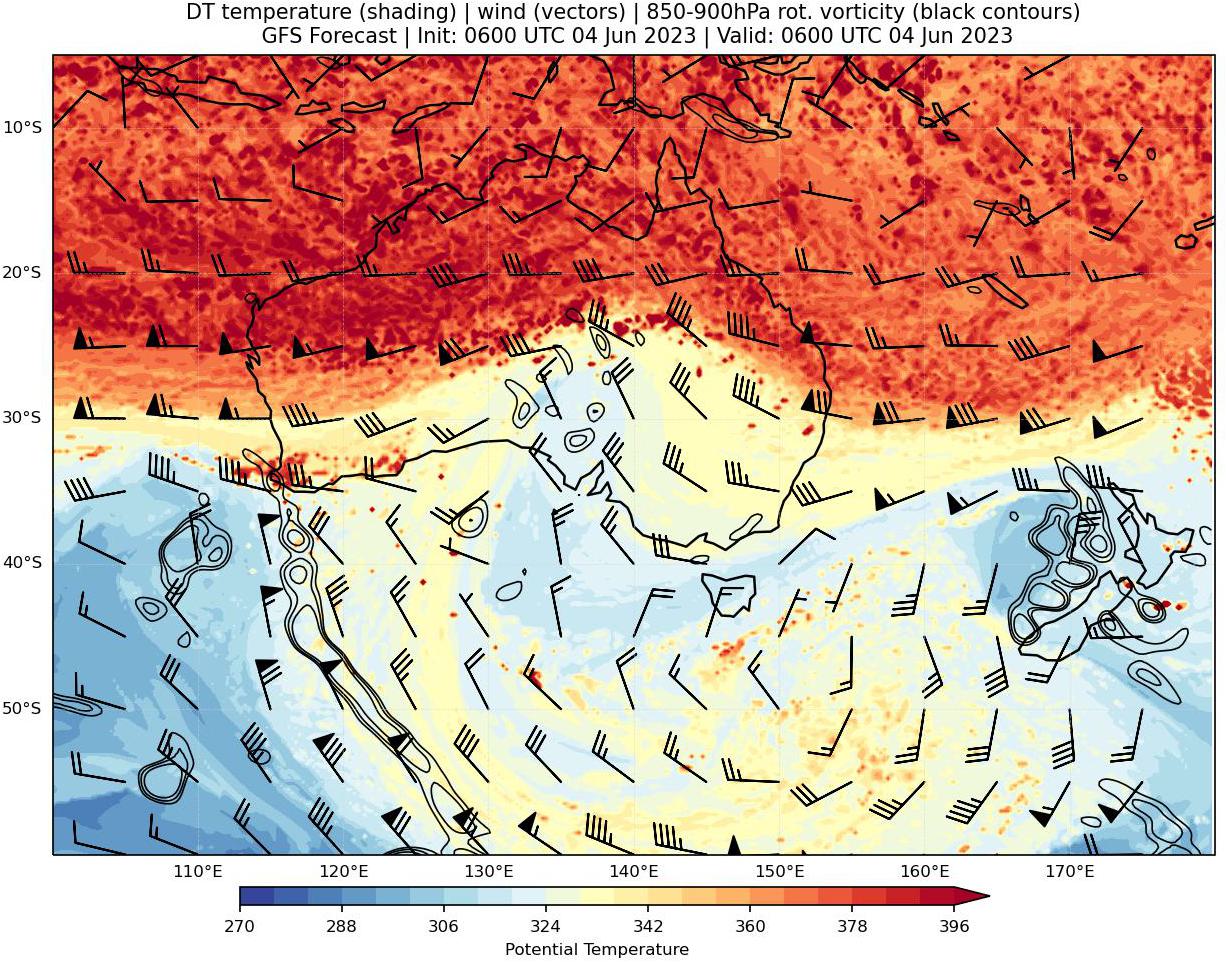 DT temperature (shading) | wind (vectors) | 850-900hPa rot. vorticity (black contours)
GFS Forecast | Init: 0600 UTC 04 Jun 2023 | Valid: 0600 UTC 04 Jun 2023
10°S
20°S
30°S
40°S
50°S
110°E 120°E 130°E 140°E 150°E 160°E 170°E
270 288 306 324 342 360 378 396
Potential Temperature